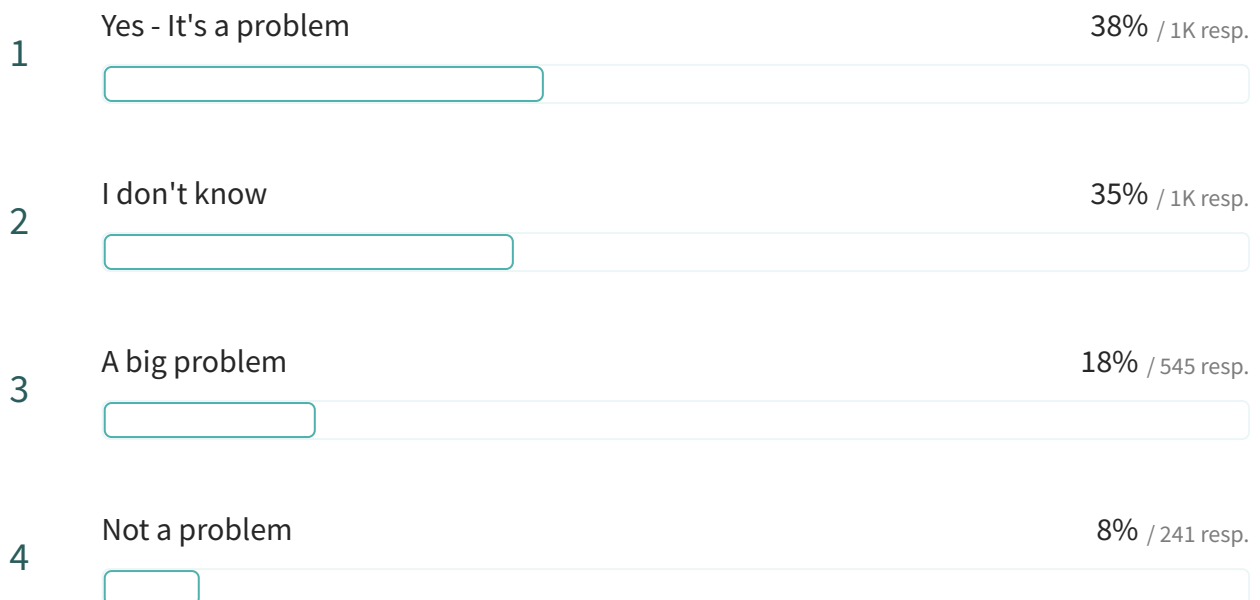 1 Yes - It's a problem 38% / 1K resp.
2 I don't know 35% / 1K resp.
3 A big problem 18% / 545 resp.
4 Not a problem 8% / 241 resp.